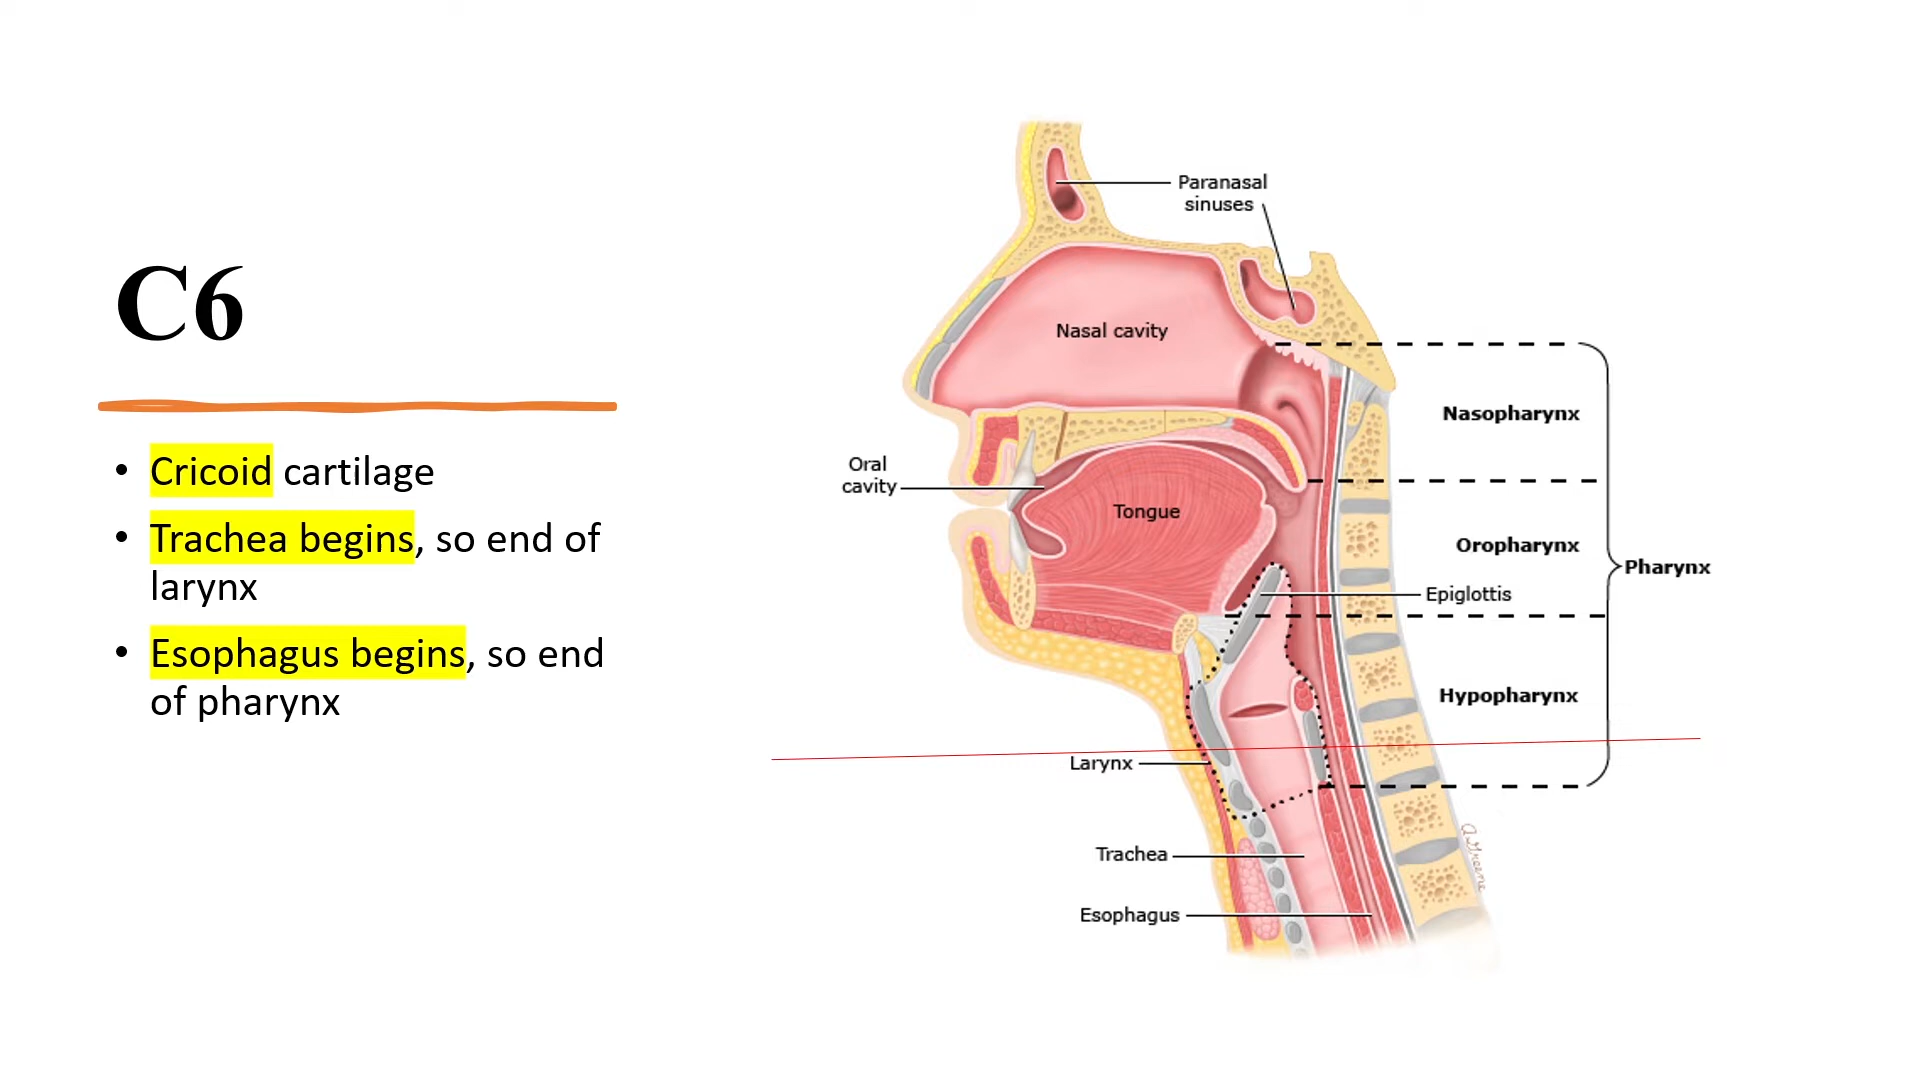 C6
• Cricoid cartilage
• Trachea begins, so end of
larynx
• Esophagus begins, so end
of pharynx
Paranasal
sinuses
Nasal cavity
Nasopharynx
Oral
cavity
Tongue
Oropharynx
Pharynx
Epiglottis
Hypopharynx
Larynx
Trachea
Esophagus
A.Greene